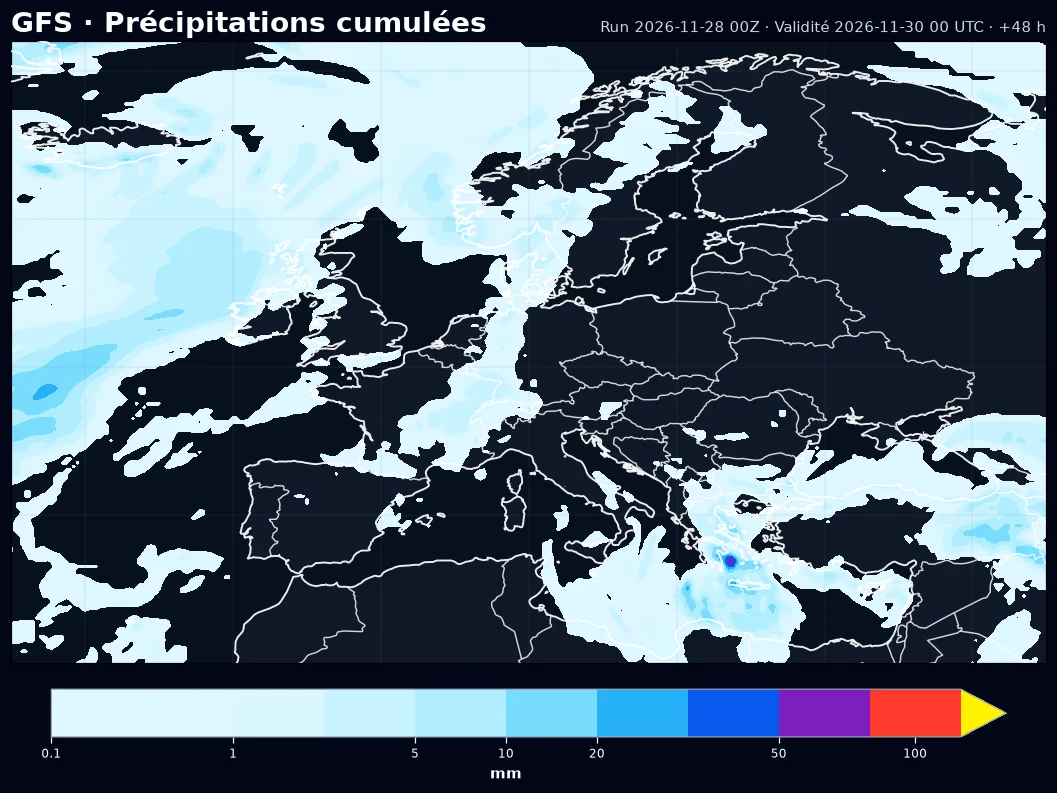 GFS · Précipitations cumulées
Run 2026-11-28 00Z · Validité 2026-11-30 00 UTC · +48 h
0.1 1 5 10 20 50 100
mm